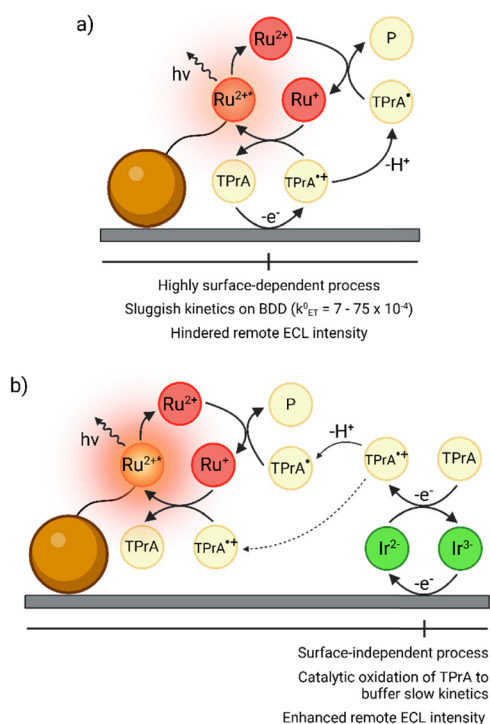 a)
Ru2+
P
hν
Ru2+*
Ru+
TPrA•
TPrA
TPrA•+
-H+
-e-
Highly surface-dependent process
Sluggish kinetics on BDD (k0ET = 7 - 75 x 10-4)
Hindered remote ECL intensity
b)
Ru2+
P
hν
-H+
Ru2+*
Ru+
TPrA•
TPrA•+
TPrA
-e-
TPrA
TPrA•+
Ir2-
Ir3-
-e-
Surface-independent process
Catalytic oxidation of TPrA to
buffer slow kinetics
Enhanced remote ECL intensity